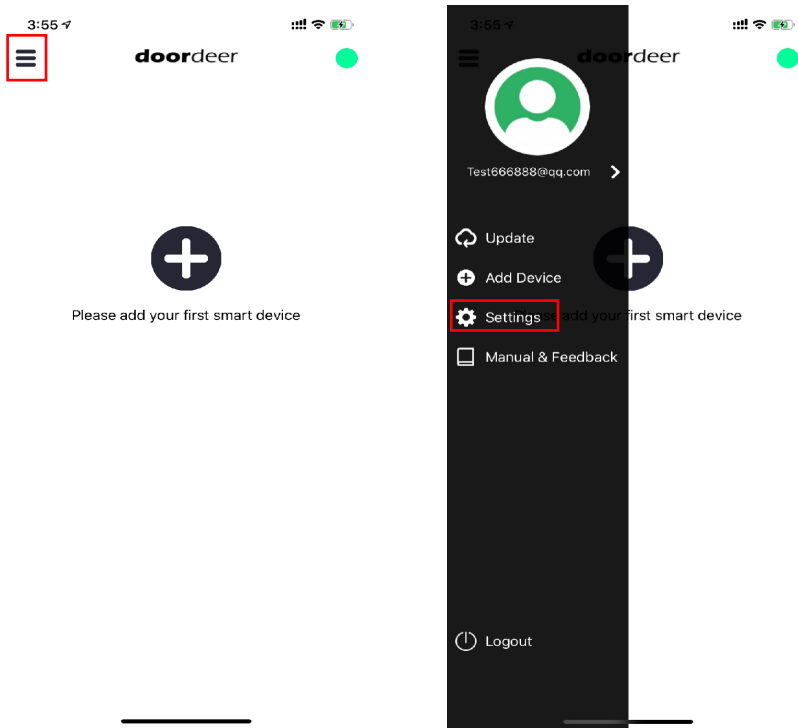 3:55
doordeer
Please add your first smart device
3:55
doordeer
Test666888@qq.com
Update
Add Device
Settings
Please add your first smart device
Manual & Feedback
Logout